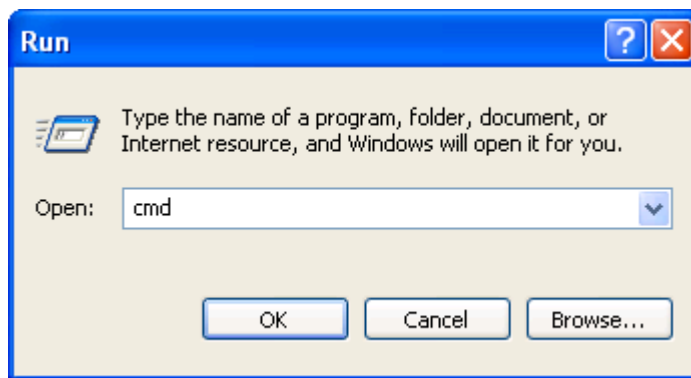 Run
?
Type the name of a program, folder, document, or
Internet resource, and Windows will open it for you.
Open: cmd
OK Cancel Browse...